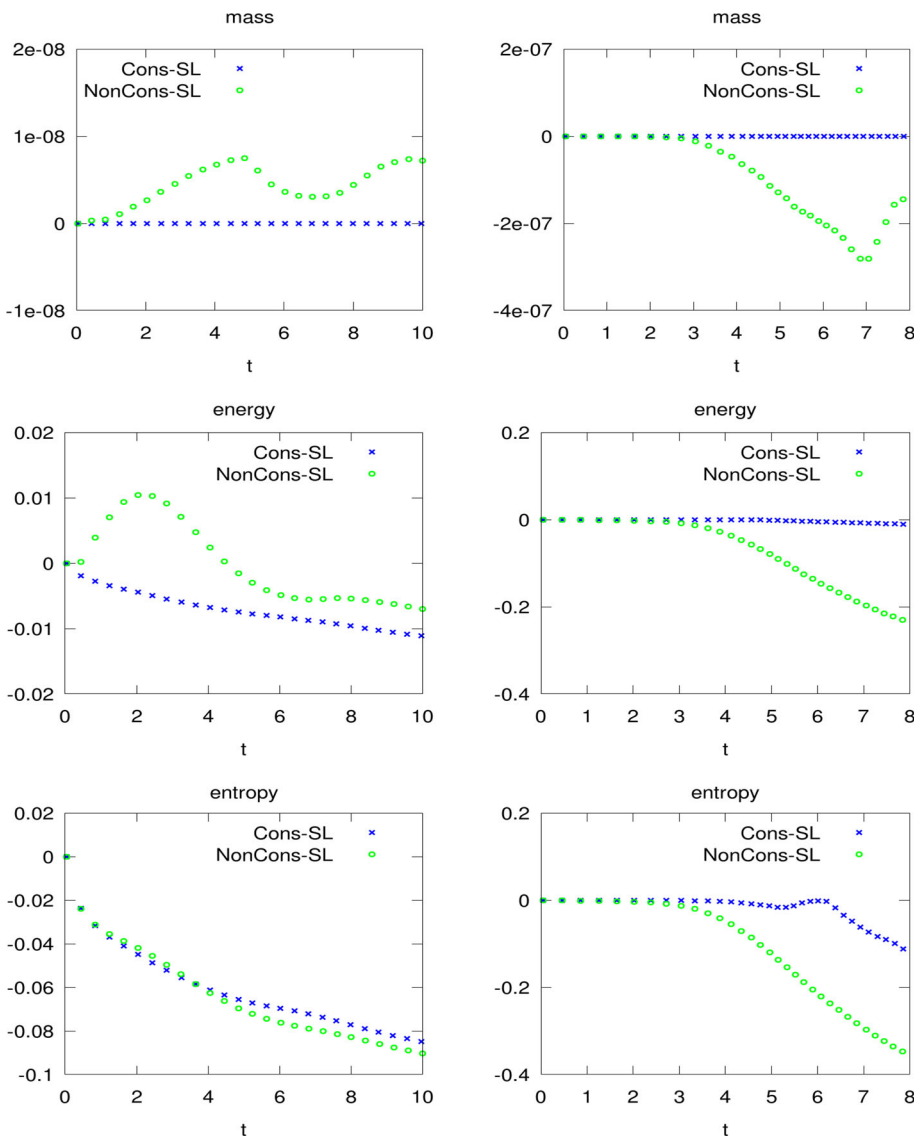 mass
2e-08
1e-08
0
-1e-08
Cons-SL
NonCons-SL
0 2 4 6 8 10
t
mass
2e-07
0
-2e-07
-4e-07
Cons-SL
NonCons-SL
0 1 2 3 4 5 6 7 8
t
energy
0.02
0.01
0
-0.01
-0.02
Cons-SL
NonCons-SL
0 2 4 6 8 10
t
energy
0.2
0
-0.2
-0.4
Cons-SL
NonCons-SL
0 1 2 3 4 5 6 7 8
t
entropy
0.02
0
-0.02
-0.04
-0.06
-0.08
-0.1
Cons-SL
NonCons-SL
0 2 4 6 8 10
t
entropy
0.2
0
-0.2
-0.4
Cons-SL
NonCons-SL
0 1 2 3 4 5 6 7 8
t